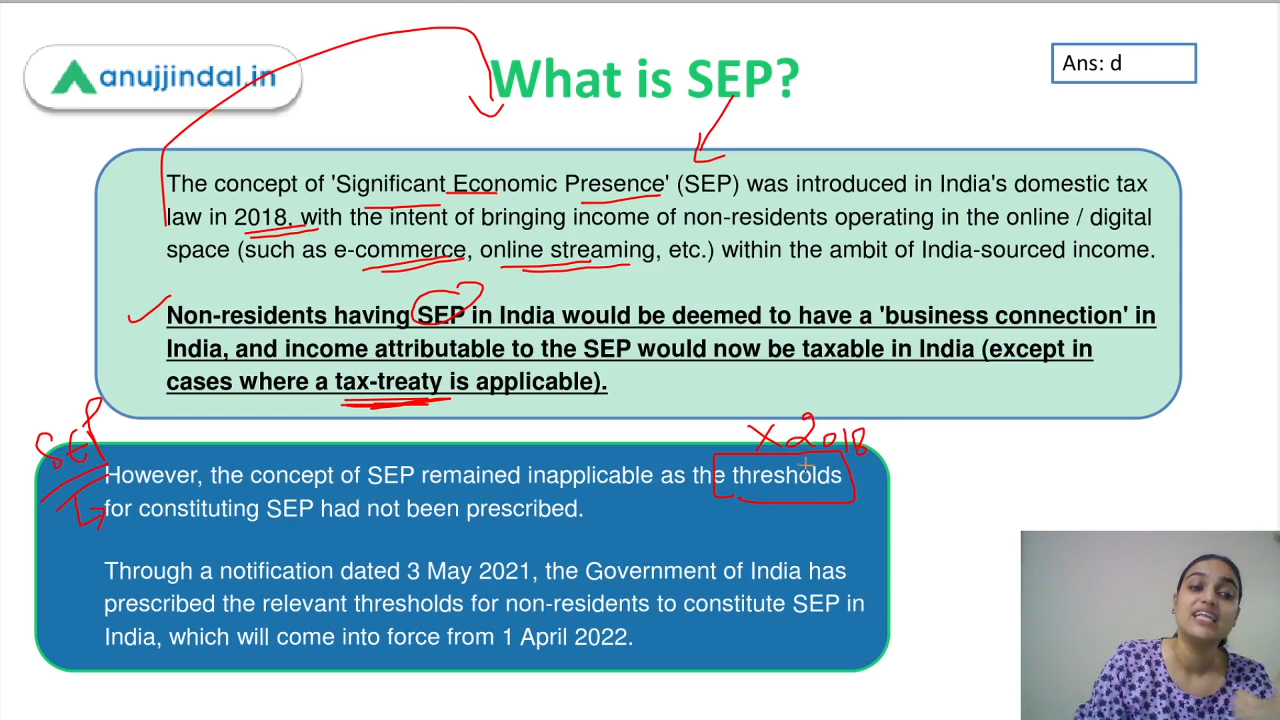 anujjindal.in
What is SEP?
Ans: d
The concept of 'Significant Economic Presence' (SEP) was introduced in India's domestic tax
law in 2018, with the intent of bringing income of non-residents operating in the online / digital
space (such as e-commerce, online streaming, etc.) within the ambit of India-sourced income.
Non-residents having SEP in India would be deemed to have a 'business connection' in
India, and income attributable to the SEP would now be taxable in India (except in
cases where a tax-treaty is applicable).
SEP
X 2018
However, the concept of SEP remained inapplicable as the thresholds
for constituting SEP had not been prescribed.
Through a notification dated 3 May 2021, the Government of India has
prescribed the relevant thresholds for non-residents to constitute SEP in
India, which will come into force from 1 April 2022.